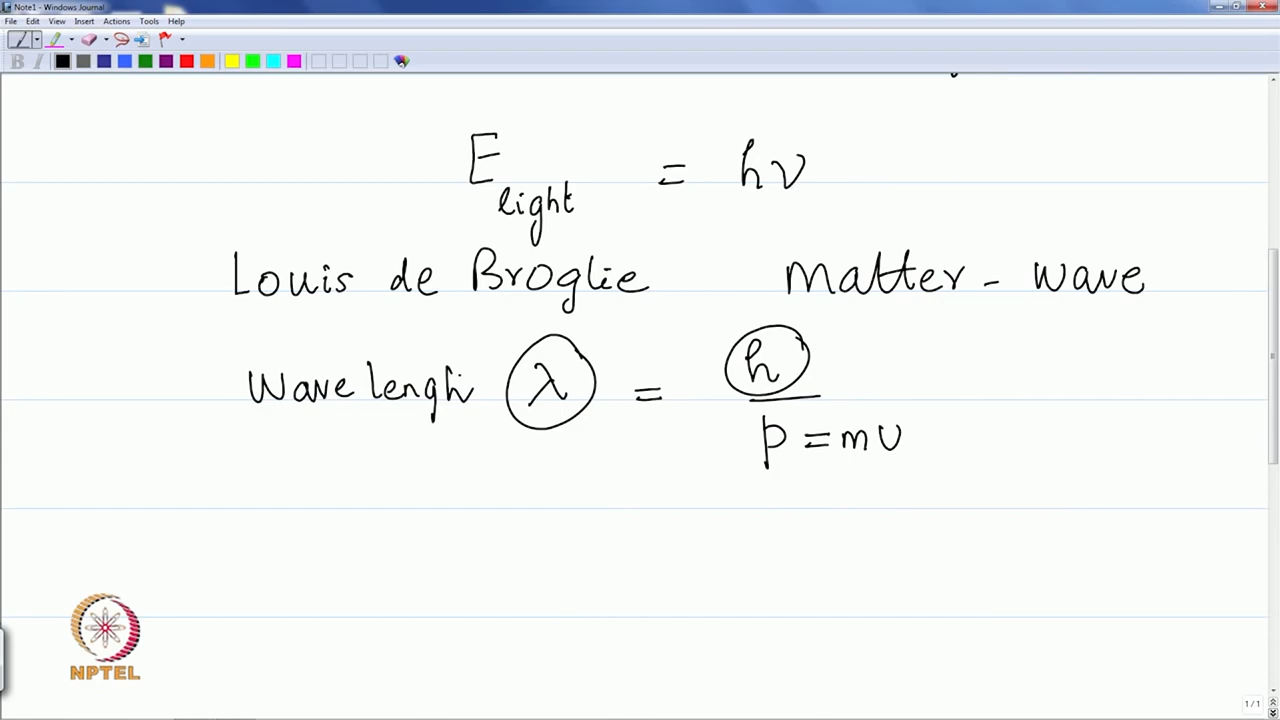 Note1 - Windows Journal
File Edit View Insert Actions Tools Help
B I
E light = hν
Louis de Broglie matter - wave
Wavelengh λ = h
p = mv
NPTEL
1/1